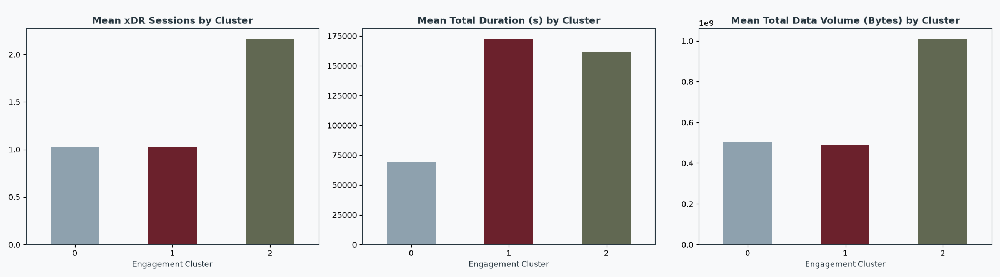 Mean xDR Sessions by Cluster
2.0
1.5
1.0
0.5
0.0
0 1 2
Engagement Cluster
Mean Total Duration (s) by Cluster
175000
150000
125000
100000
75000
50000
25000
0
0 1 2
Engagement Cluster
Mean Total Data Volume (Bytes) by Cluster
1e9
1.0
0.8
0.6
0.4
0.2
0.0
0 1 2
Engagement Cluster